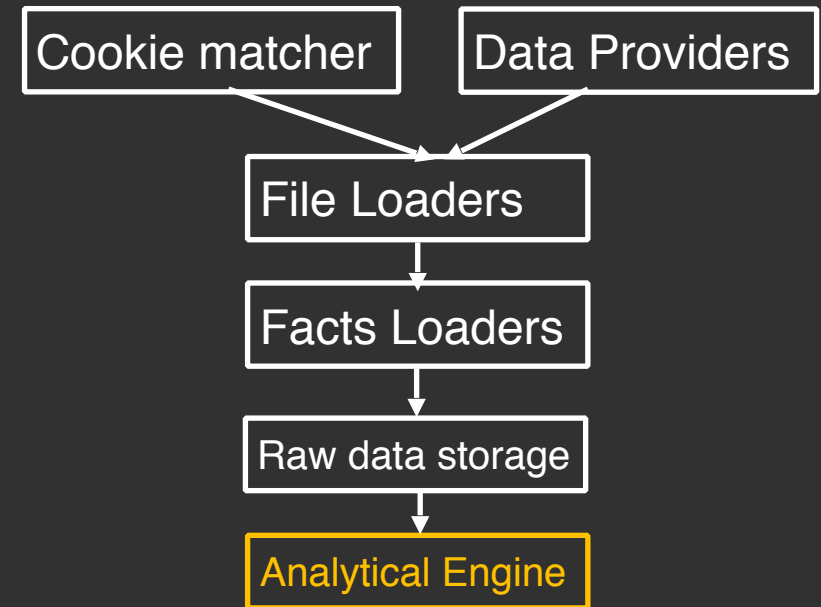 Cookie matcher
Data Providers
File Loaders
Facts Loaders
Raw data storage
Analytical Engine